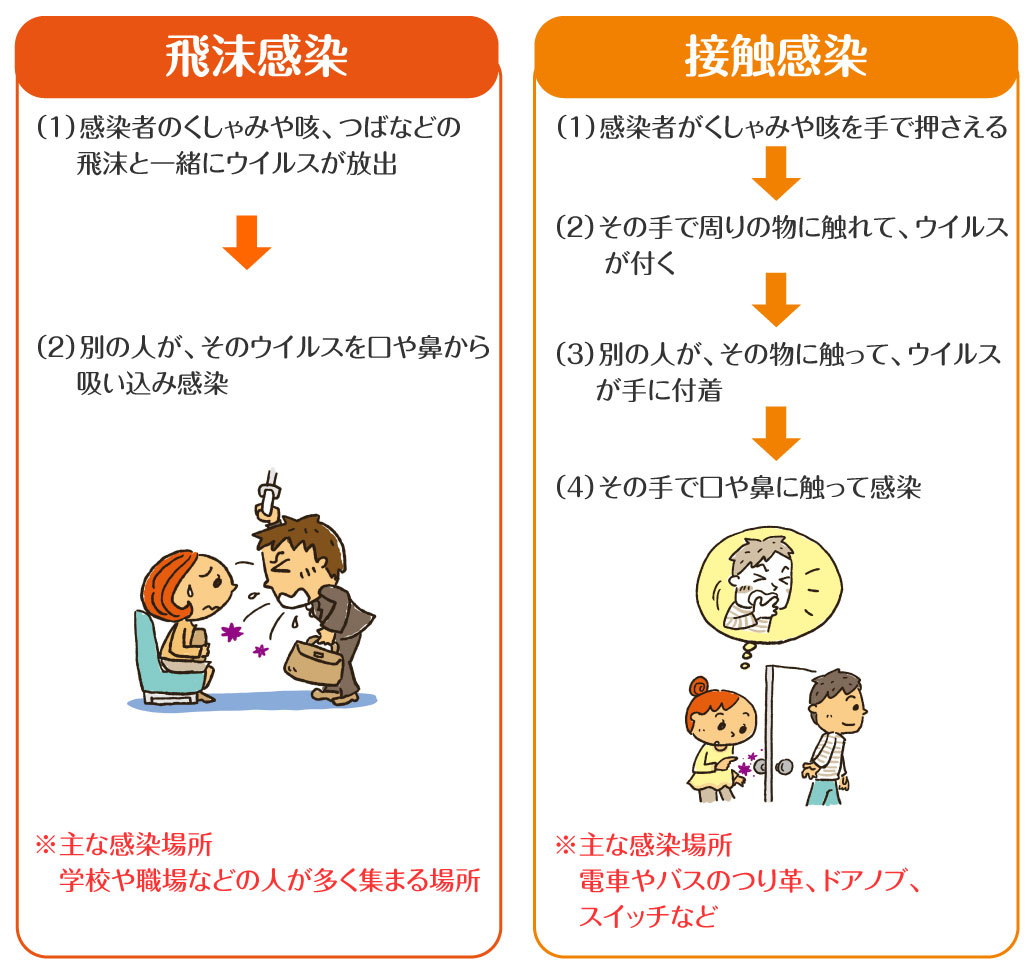 飛沫感染
(1)感染者のくしゃみや咳、つばなどの
飛沫と一緒にウイルスが放出
(2)別の人が、そのウイルスを口や鼻から
吸い込み感染
※主な感染場所
学校や職場などの人が多く集まる場所
接触感染
(1)感染者がくしゃみや咳を手で押さえる
(2)その手で周りの物に触れて、ウイルス
が付く
(3)別の人が、その物に触って、ウイルス
が手に付着
(4)その手で口や鼻に触って感染
※主な感染場所
電車やバスのつり革、ドアノブ、
スイッチなど